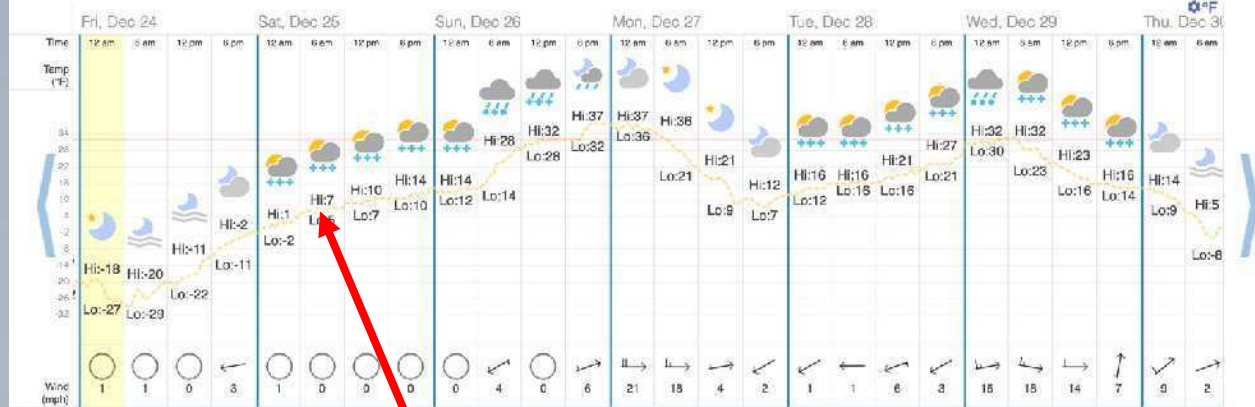 °F
Fri, Dec 24 Sat, Dec 25 Sun, Dec 26 Mon, Dec 27 Tue, Dec 28 Wed, Dec 29 Thu, Dec 30
Time 12 am 6 am 12 pm 6 pm 12 am 6 am 12 pm 6 pm 12 am 6 am 12 pm 6 pm 12 am 6 am 12 pm 6 pm 12 am 6 am 12 pm 6 pm 12 am 6 am 12 pm 6 pm 12 am 6 am
Temp
(°F)
34
28
-2
-14
-20
-26
-32
Hi:-18
Lo:-27
Hi:-20
Lo:-29
Hi:-11
Lo:-22
Hi:-2
Lo:-11
Hi:1
Lo:-2
Hi:7
Hi:10
Lo:7
Hi:14
Lo:10
Hi:14
Lo:12
Hi:28
Lo:14
Hi:32
Lo:28
Hi:37
Lo:32
Hi:37
Lo:36
Hi:36
Lo:21
Hi:21
Lo:9
Hi:12
Lo:7
Hi:16
Lo:12
Hi:16
Lo:16
Hi:21
Lo:16
Hi:27
Lo:21
Hi:32
Lo:30
Hi:32
Lo:23
Hi:23
Lo:16
Hi:16
Lo:14
Hi:14
Lo:9
Hi:5
Lo:-8
Wind 1 1 0 3 1 0 0 0 0 4 0 6 21 18 4 2 1 1 6 3 16 18 14 7 9 2
(mph)